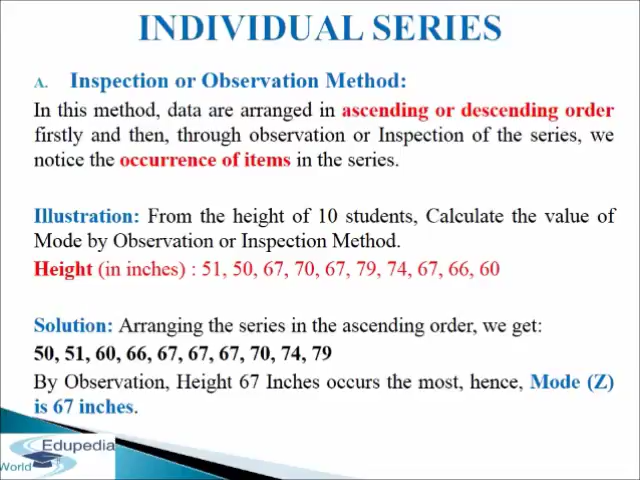 INDIVIDUAL SERIES
A. Inspection or Observation Method:
In this method, data are arranged in ascending or descending order
firstly and then, through observation or Inspection of the series, we
notice the occurrence of items in the series.
Illustration: From the height of 10 students, Calculate the value of
Mode by Observation or Inspection Method.
Height (in inches) : 51, 50, 67, 70, 67, 79, 74, 67, 66, 60
Solution: Arranging the series in the ascending order, we get:
50, 51, 60, 66, 67, 67, 67, 70, 74, 79
By Observation, Height 67 Inches occurs the most, hence, Mode (Z)
is 67 inches.
Edupedia
World